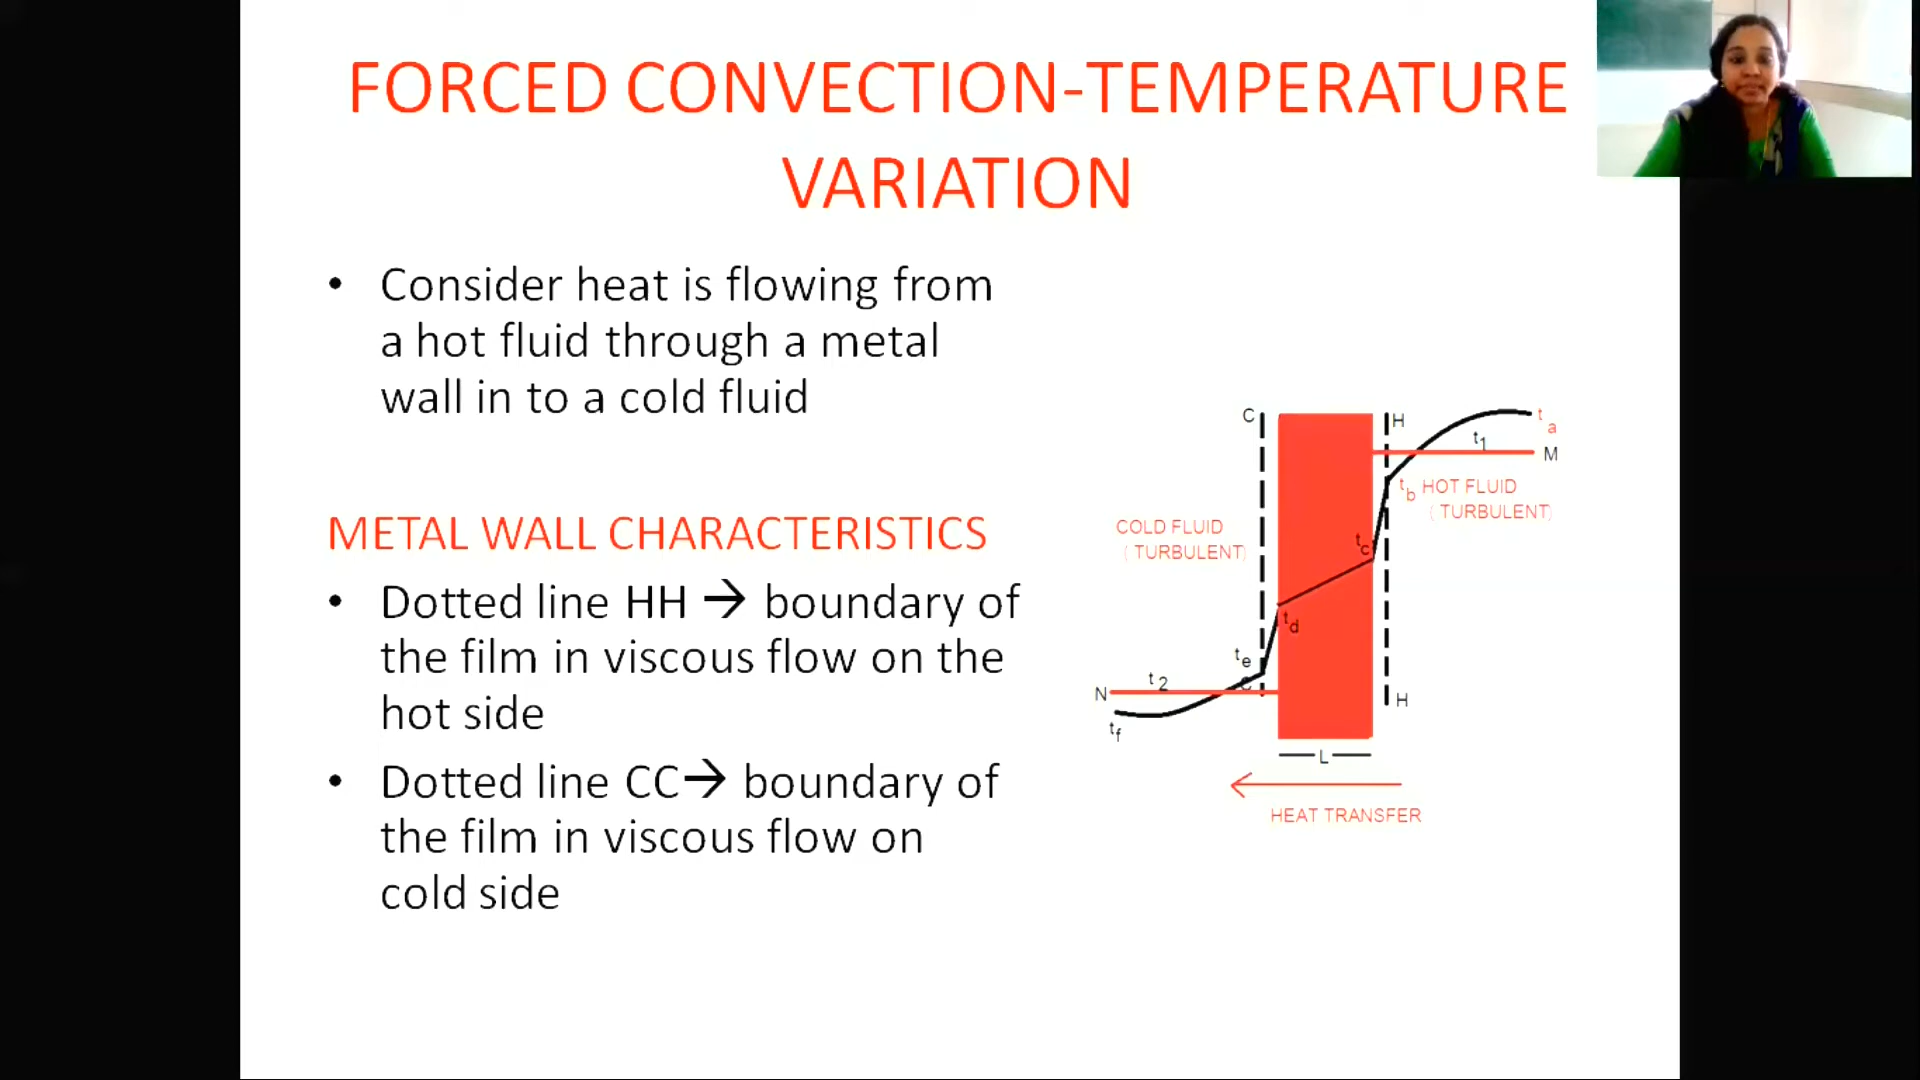 FORCED CONVECTION-TEMPERATURE
VARIATION
• Consider heat is flowing from
a hot fluid through a metal
wall in to a cold fluid
METAL WALL CHARACTERISTICS
• Dotted line HH → boundary of
the film in viscous flow on the
hot side
• Dotted line CC→ boundary of
the film in viscous flow on
cold side
C
H
ta
t1
M
tb HOT FLUID
( TURBULENT)
COLD FLUID
( TURBULENT)
tc
td
te
C
t2
N
H
tf
L
HEAT TRANSFER